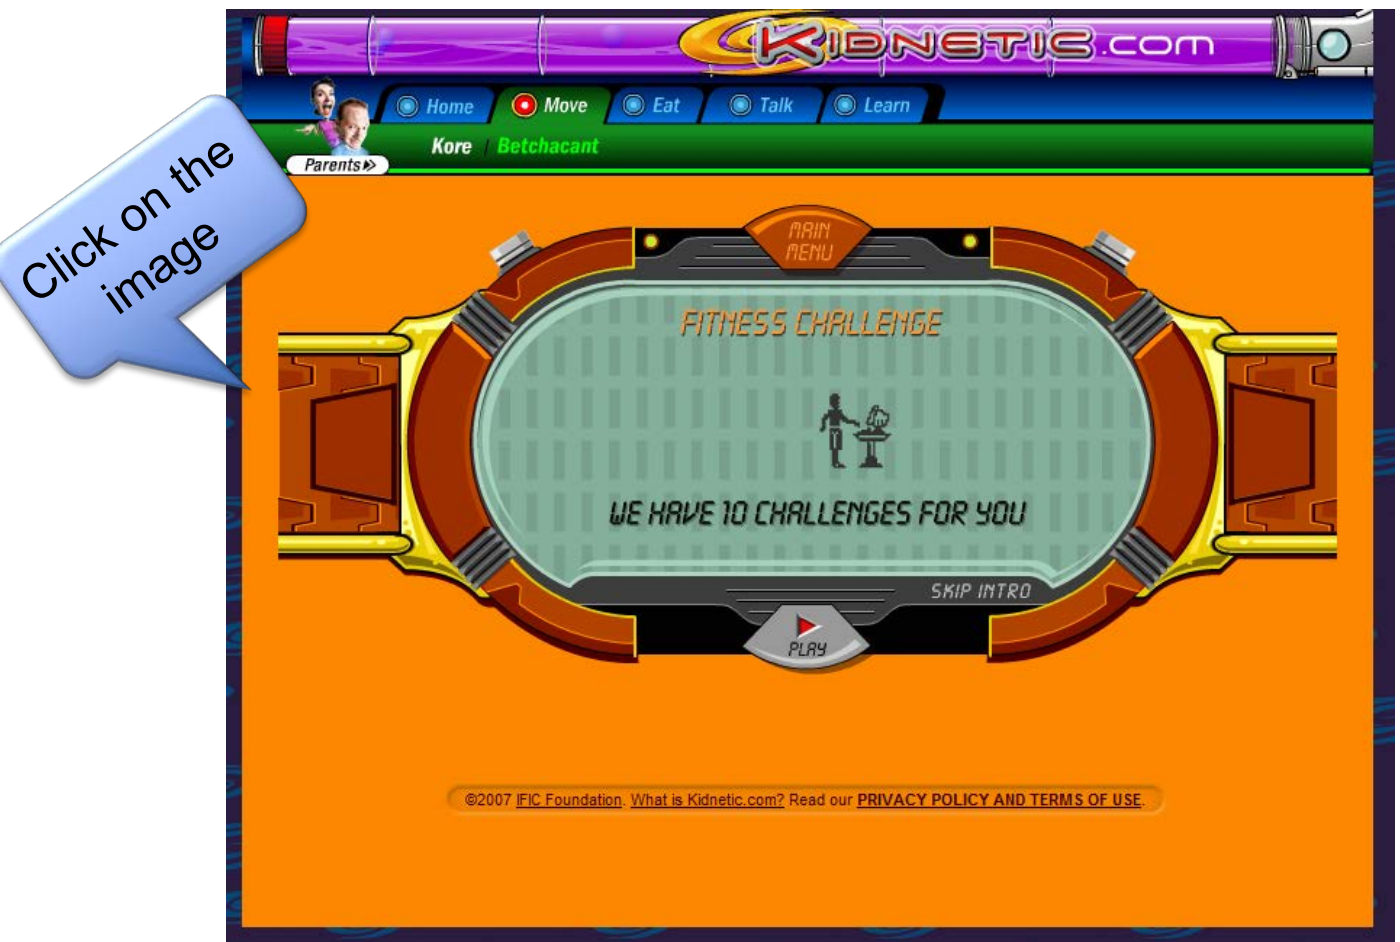 KIDNETIC.COM
Home Move Eat Talk Learn
Kore | Betchacant
Parents
Click on the
image
MAIN
MENU
FITNESS CHALLENGE
WE HAVE 10 CHALLENGES FOR YOU
SKIP INTRO
PLAY
©2007 IFIC Foundation. What is Kidnetic.com? Read our PRIVACY POLICY AND TERMS OF USE.